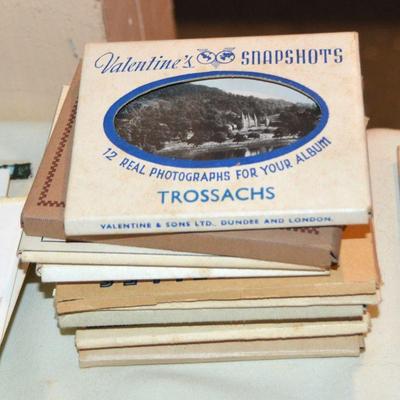 Valentine's SNAPSHOTS
12 REAL PHOTOGRAPHS FOR YOUR ALBUM
TROSSACHS
VALENTINE & SONS LTD., DUNDEE AND LONDON.